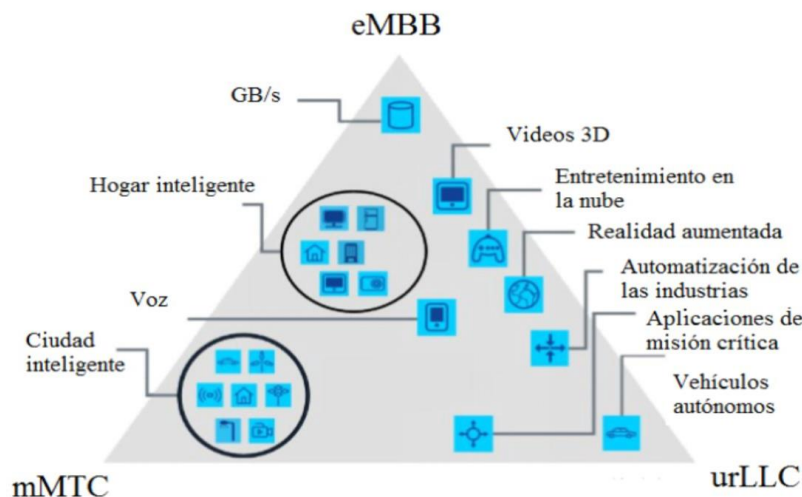 eMBB
GB/s
Videos 3D
Hogar inteligente
Entretenimiento en
la nube
Realidad aumentada
Voz
Automatización de
las industrias
Aplicaciones de
misión crítica
Ciudad
inteligente
Vehículos
autónomos
mMTC
urLLC